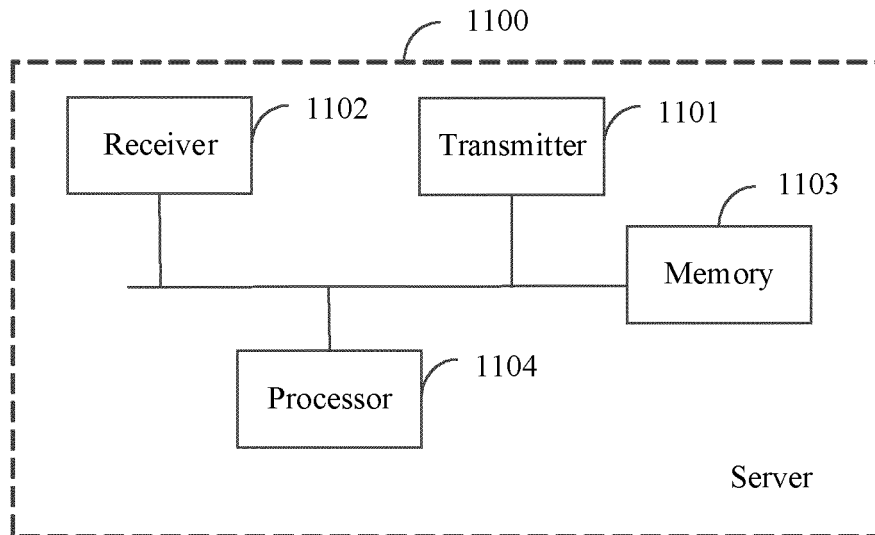 1100
1102
1101
Receiver
Transmitter
1103
Memory
1104
Processor
Server